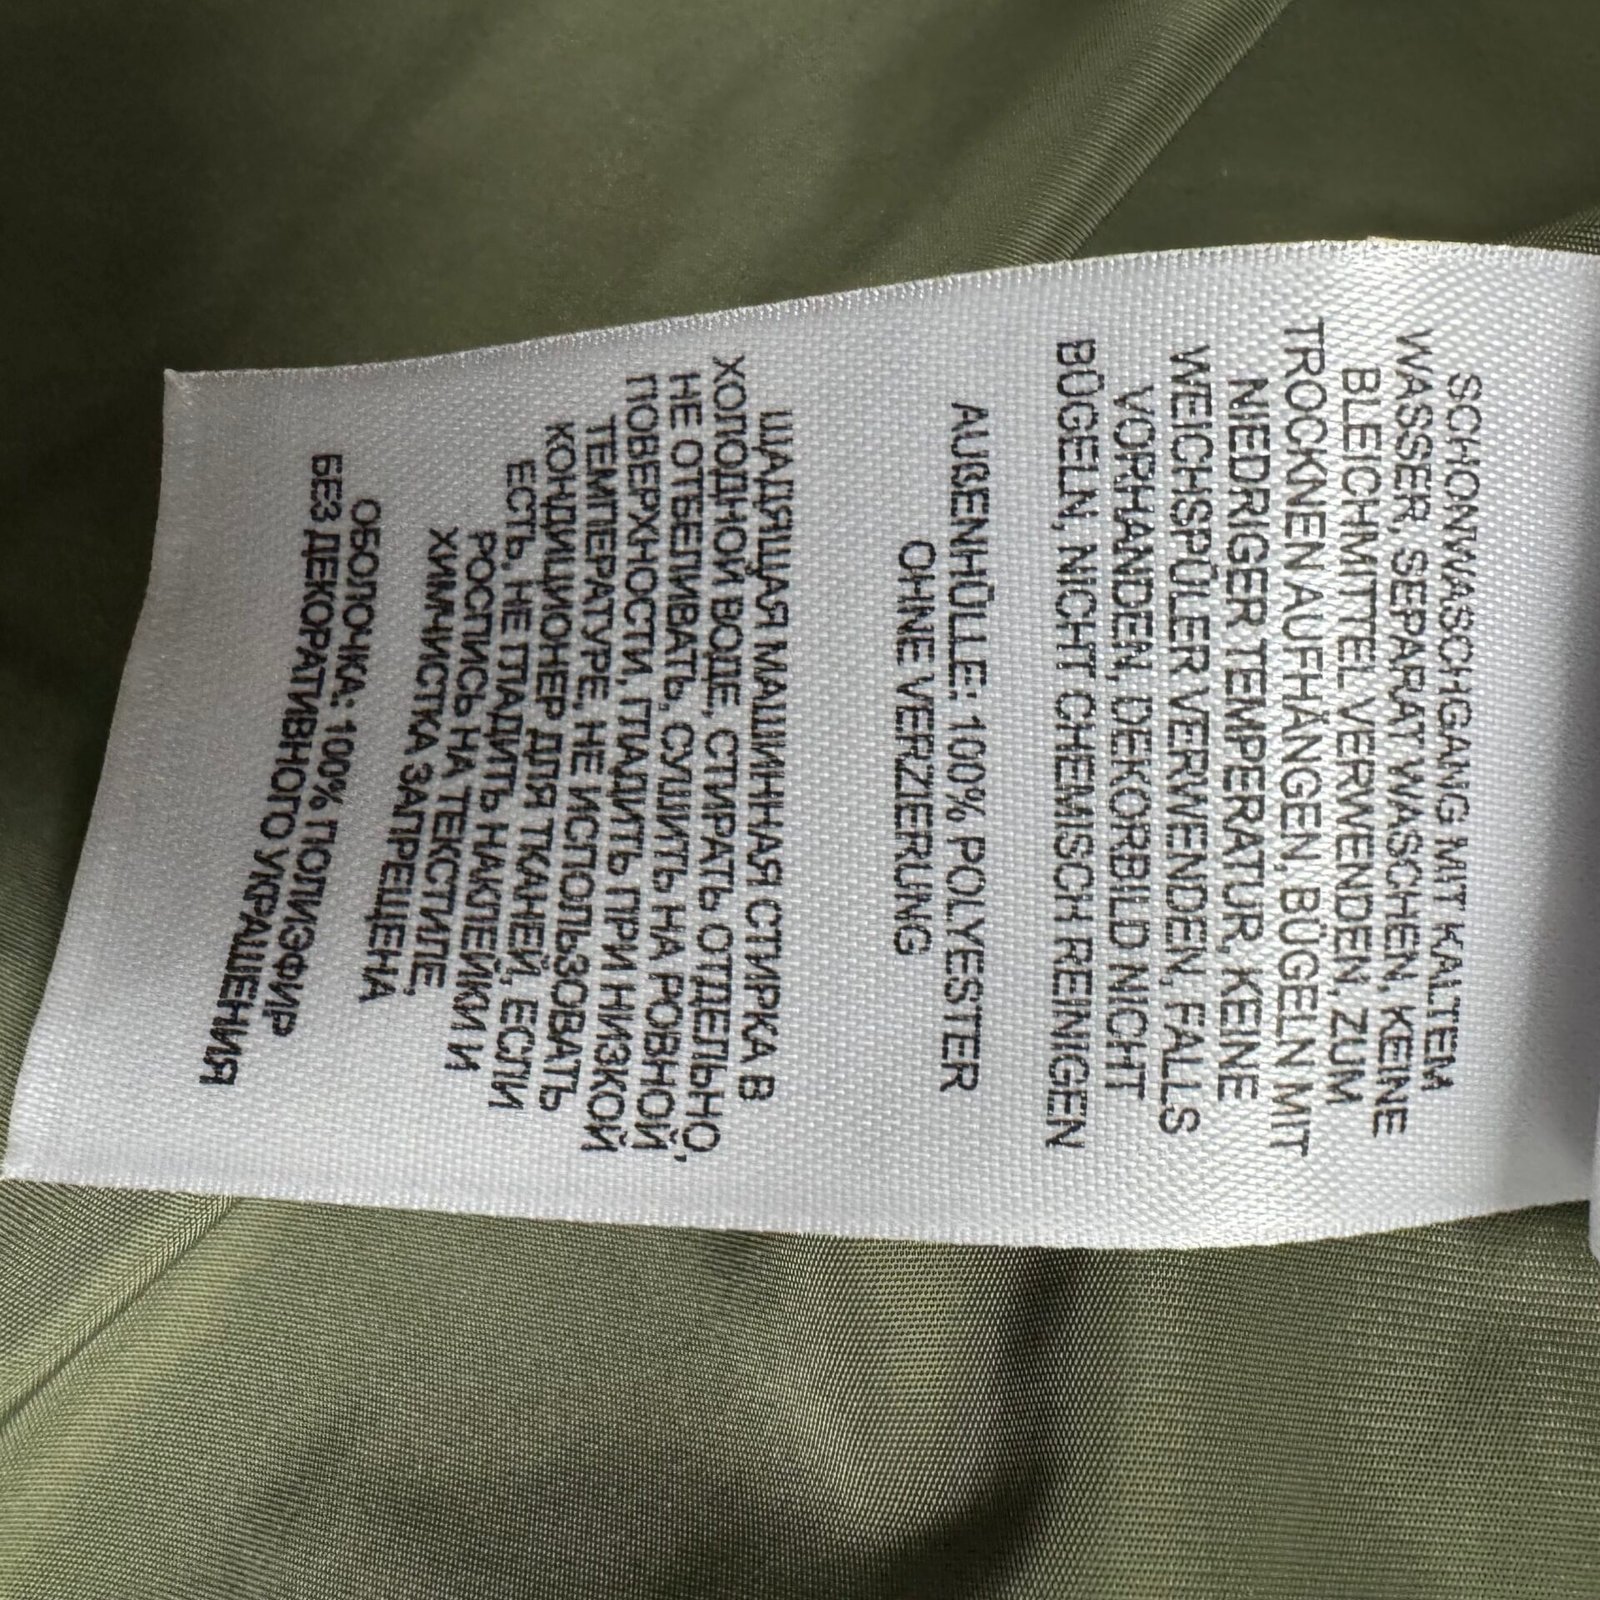 SCHONWASCHGANG MIT KALTEM
WASSER, SEPARAT WASCHEN, KEINE
BLEICHMITTEL VERWENDEN, ZUM
TROCKNEN AUFHÄNGEN, BÜGELN MIT
NIEDRIGER TEMPERATUR, KEINE
WEICHSPÜLER VERWENDEN, FALLS
VORHANDEN, DEKORBILD NICHT
BÜGELN, NICHT CHEMISCH REINIGEN
AUßENHÜLLE: 100% POLYESTER
OHNE VERZIERUNG
ЩАДЯЩАЯ МАШИННАЯ СТИРКА В
ХОЛОДНОЙ ВОДЕ, СТИРАТЬ ОТДЕЛЬНО,
НЕ ОТБЕЛИВАТЬ, СУШИТЬ НА РОВНОЙ
ПОВЕРХНОСТИ, ГЛАДИТЬ ПРИ НИЗКОЙ
ТЕМПЕРАТУРЕ, НЕ ИСПОЛЬЗОВАТЬ
КОНДИЦИОНЕР ДЛЯ ТКАНЕЙ, ЕСЛИ
ЕСТЬ, НЕ ГЛАДИТЬ НАКЛЕЙКИ И
РОСПИСЬ НА ТЕКСТИЛЕ,
ХИМЧИСТКА ЗАПРЕЩЕНА
ОБОЛОЧКА: 100% ПОЛИЭФИР
БЕЗ ДЕКОРАТИВНОГО УКРАШЕНИЯ